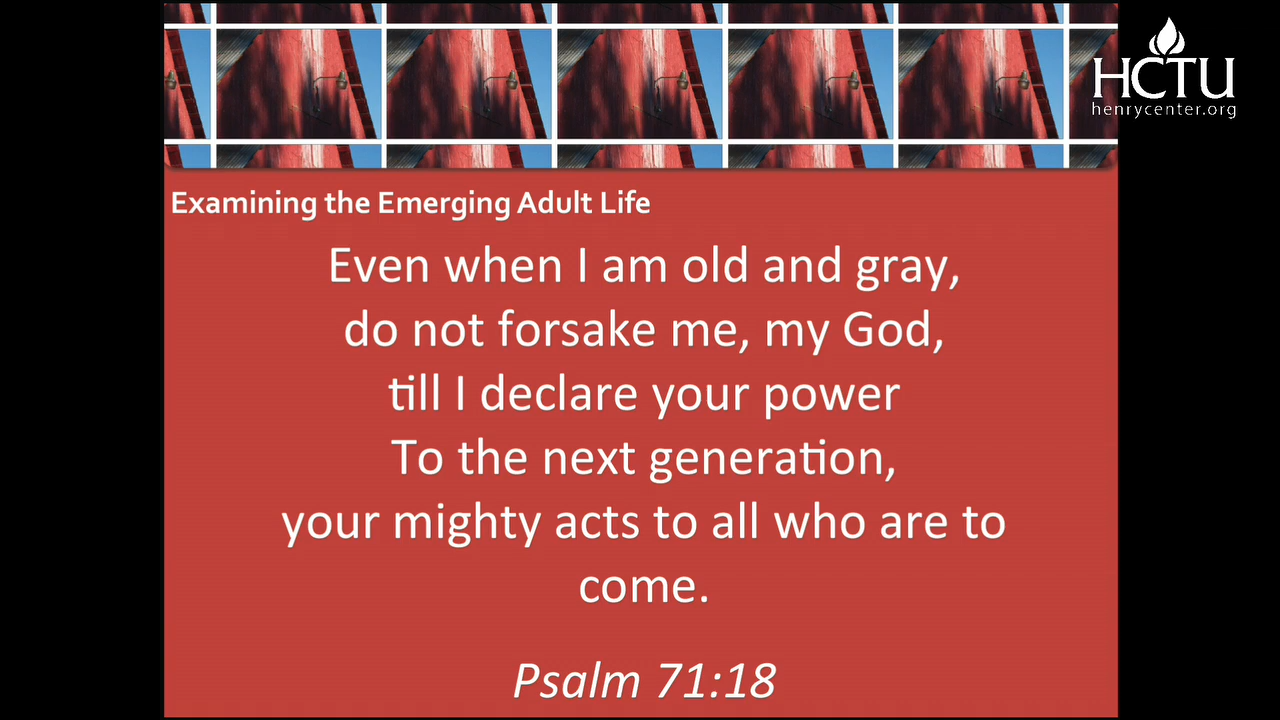 HCTU
henrycenter.org
Examining the Emerging Adult Life
Even when I am old and gray,
do not forsake me, my God,
till I declare your power
To the next generation,
your mighty acts to all who are to
come.
Psalm 71:18